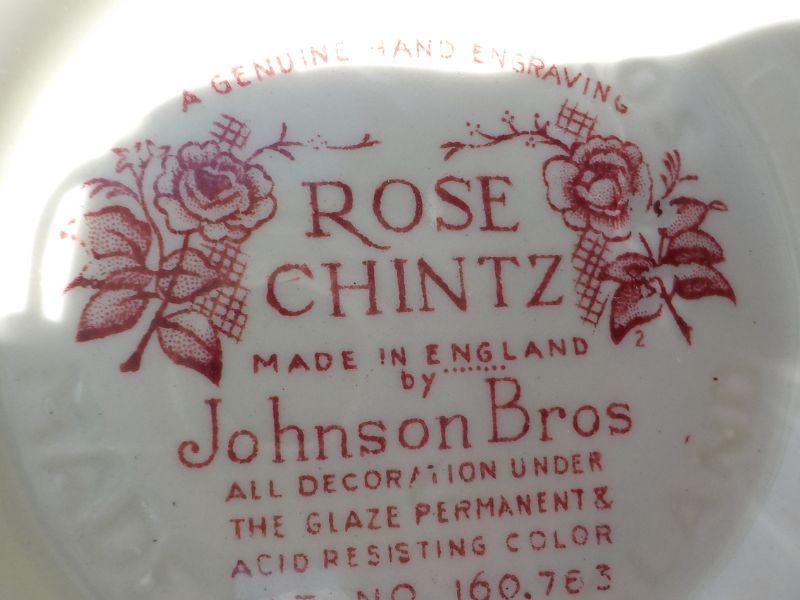 A GENUINE HAND ENGRAVING
ROSE
CHINTZ
2
MADE IN ENGLAND
by
Johnson Bros
ALL DECORATION UNDER
THE GLAZE PERMANENT &
ACID RESISTING COLOR
NO. 160,763